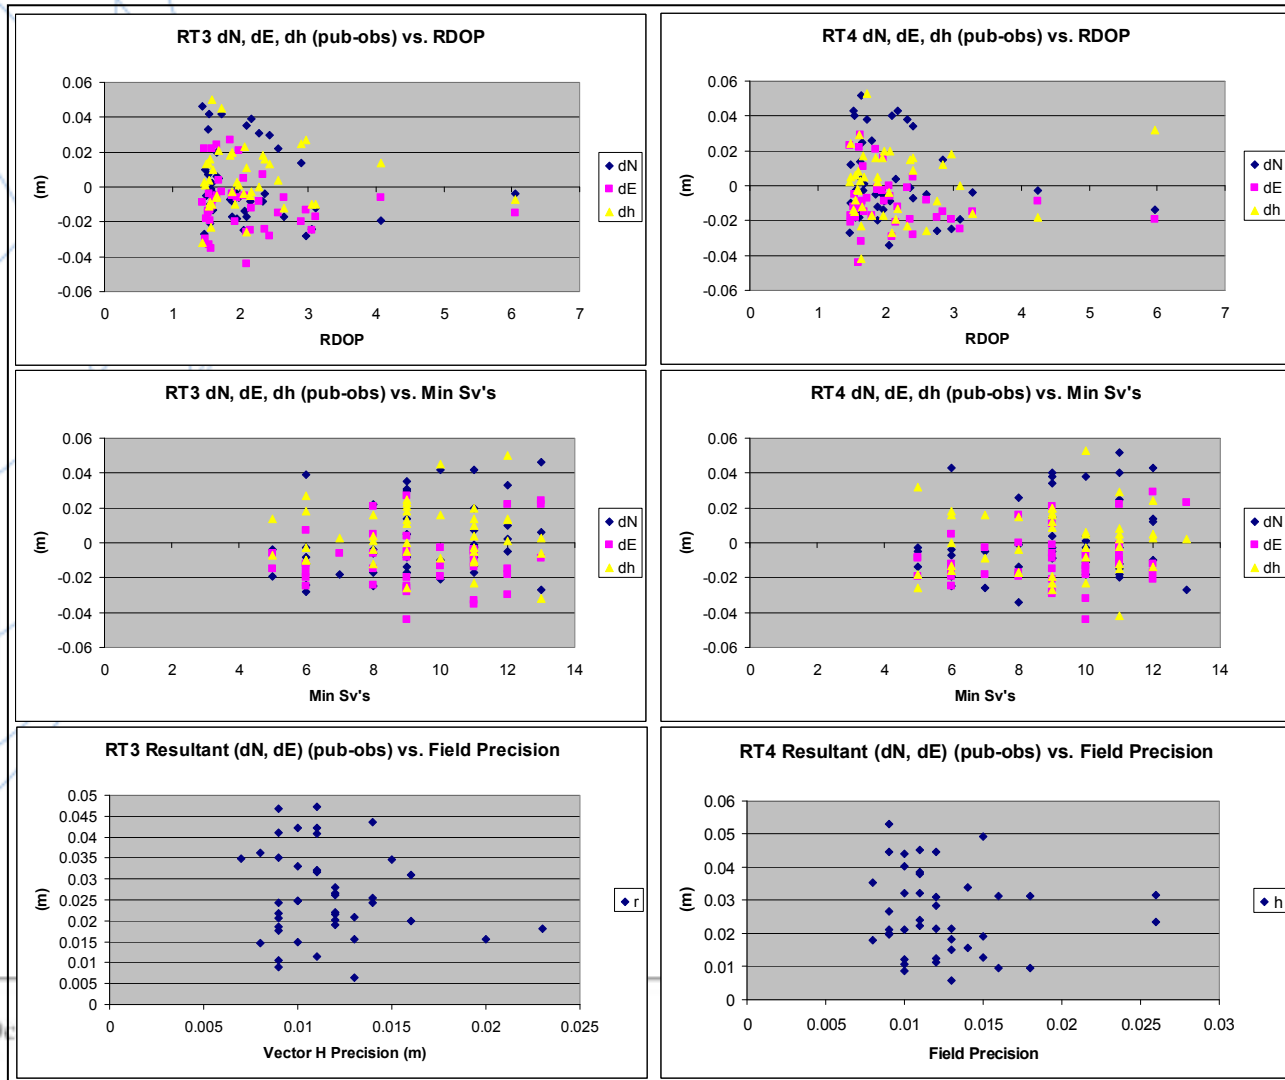 RT3 dN, dE, dh (pub-obs) vs. RDOP
0.06
0.04
0.02
0
-0.02
-0.04
-0.06
(m)
0 1 2 3 4 5 6 7
RDOP
dN
dE
dh
RT4 dN, dE, dh (pub-obs) vs. RDOP
0.06
0.04
0.02
0
-0.02
-0.04
-0.06
(m)
0 1 2 3 4 5 6 7
RDOP
dN
dE
dh
RT3 dN, dE, dh (pub-obs) vs. Min Sv's
0.06
0.04
0.02
0
-0.02
-0.04
-0.06
(m)
0 2 4 6 8 10 12 14
Min Sv's
dN
dE
dh
RT4 dN, dE, dh (pub-obs) vs. Min Sv's
0.06
0.04
0.02
0
-0.02
-0.04
-0.06
(m)
0 2 4 6 8 10 12 14
Min Sv's
dN
dE
dh
RT3 Resultant (dN, dE) (pub-obs) vs. Field Precision
0.05
0.045
0.04
0.035
0.03
0.025
0.02
0.015
0.01
0.005
0
(m)
0 0.005 0.01 0.015 0.02 0.025
Vector H Precision (m)
r
RT4 Resultant (dN, dE) (pub-obs) vs. Field Precision
0.06
0.05
0.04
0.03
0.02
0.01
0
(m)
0 0.005 0.01 0.015 0.02 0.025 0.03
Field Precision
h